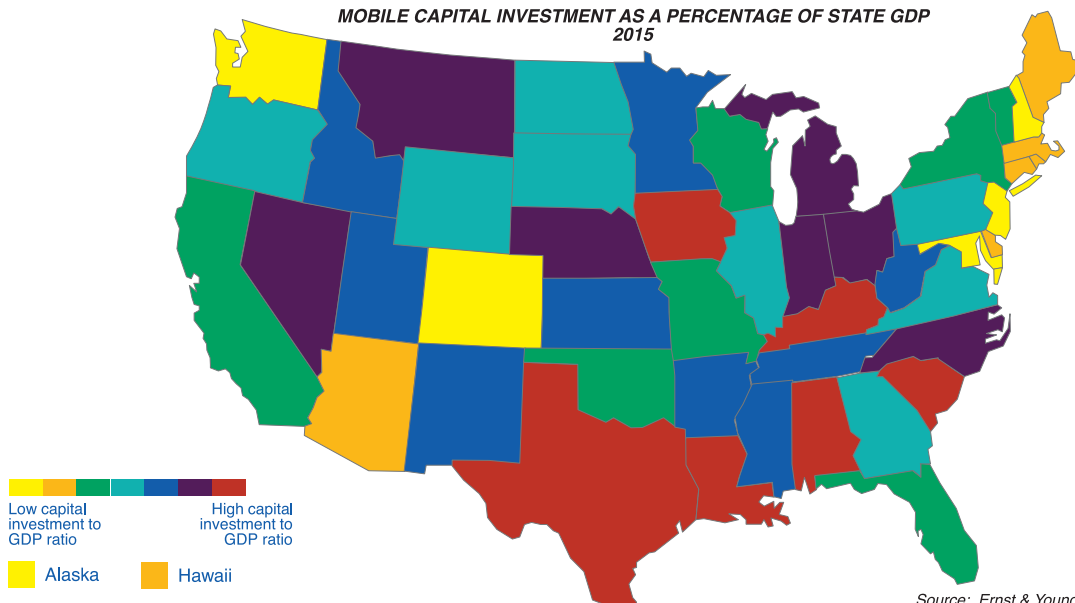 MOBILE CAPITAL INVESTMENT AS A PERCENTAGE OF STATE GDP
2015
Low capital
investment to
GDP ratio
High capital
investment to
GDP ratio
Alaska
Hawaii
Source: Ernst & Young